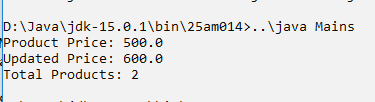 D:\Java\jdk-15.0.1\bin\25am014>..\java Mains
Product Price: 500.0
Updated Price: 600.0
Total Products: 2